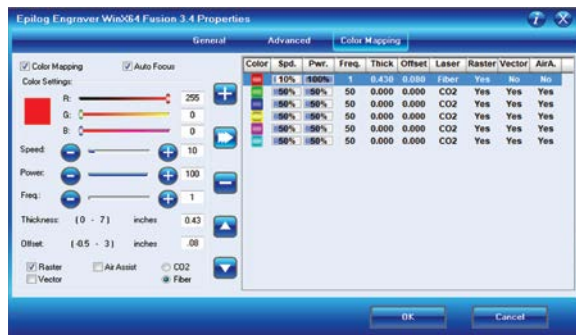 Epilog Engraver WinX64 Fusion 3.4 Properties
General Advanced Color Mapping
Color Mapping Auto Focus
Color Settings:
R: 255
G: 0
B: 0
Speed: 10
Power: 100
Freq.: 1
Thickness: (0 - 7) inches 0.43
Offset: (-0.5 - 3) inches .08
Raster Air Assist CO2
Vector Fiber
Color Spd. Pwr. Freq. Thick Offset Laser Raster Vector AirA.
10% 100% 1 0.430 0.080 Fiber Yes No No
50% 50% 50 0.000 0.000 CO2 Yes Yes Yes
50% 50% 50 0.000 0.000 CO2 Yes Yes Yes
50% 50% 50 0.000 0.000 CO2 Yes Yes Yes
50% 50% 50 0.000 0.000 CO2 Yes Yes Yes
50% 50% 50 0.000 0.000 CO2 Yes Yes Yes
OK Cancel